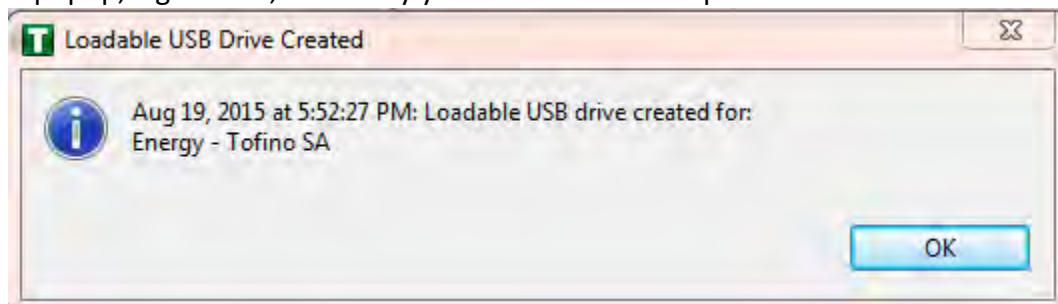 Loadable USB Drive Created
Aug 19, 2015 at 5:52:27 PM: Loadable USB drive created for:
Energy - Tofino SA
OK